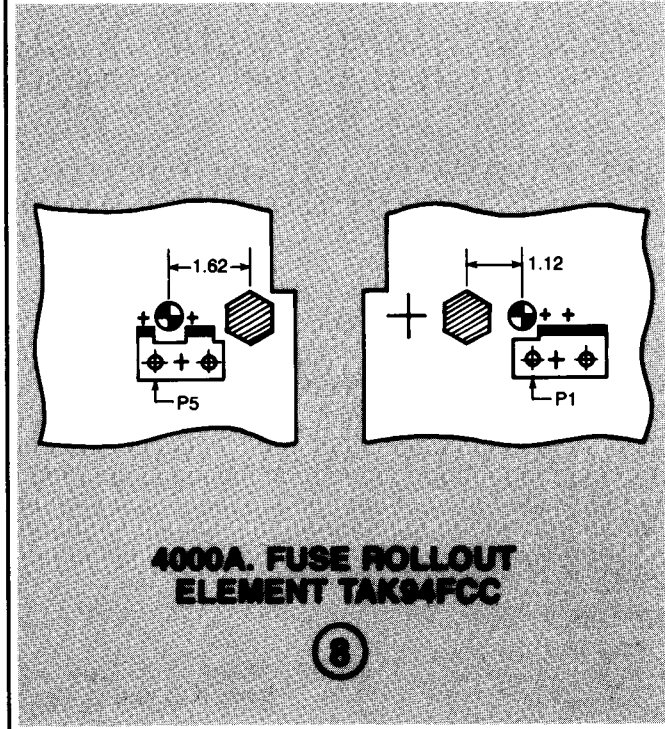 1.62
1.12
P5
P1
4000A. FUSE ROLLOUT
ELEMENT TAK94FCC
8